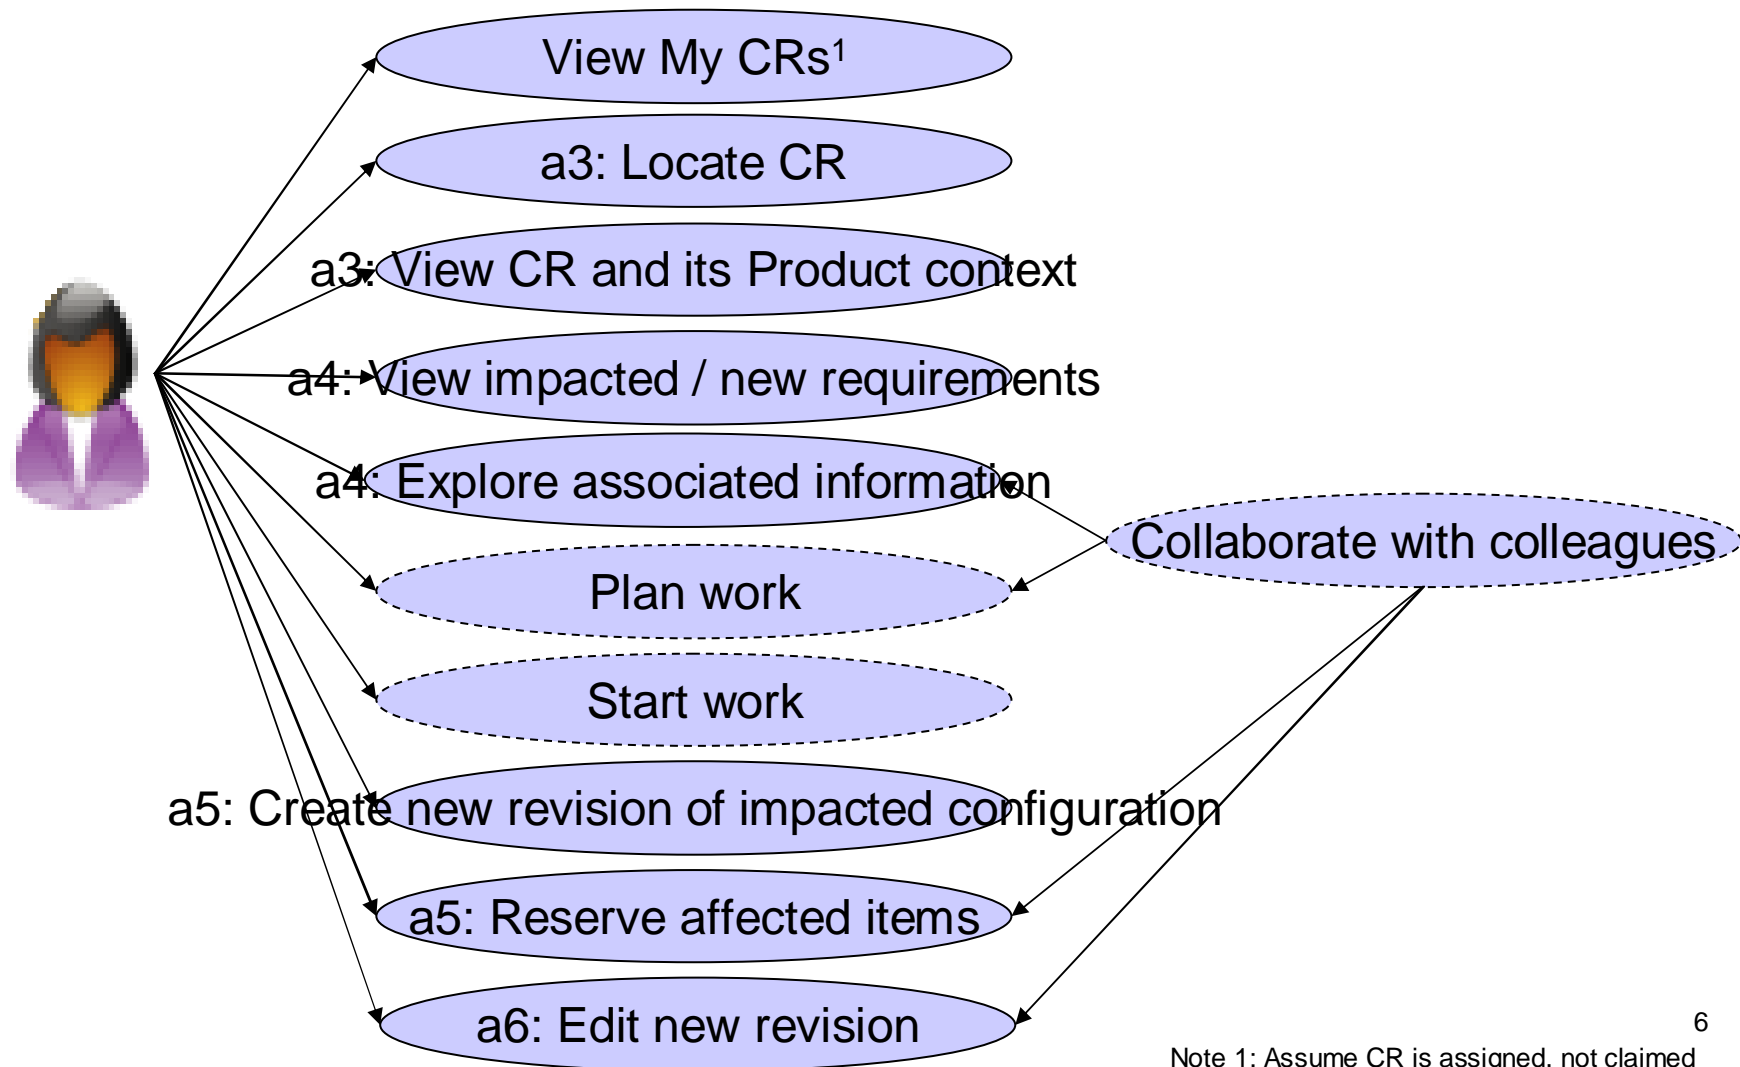 View My CRs¹
a3: Locate CR
a3: View CR and its Product context
a4: View impacted / new requirements
a4: Explore associated information
Collaborate with colleagues
Plan work
Start work
a5: Create new revision of impacted configuration
a5: Reserve affected items
a6: Edit new revision
6
Note 1: Assume CR is assigned, not claimed